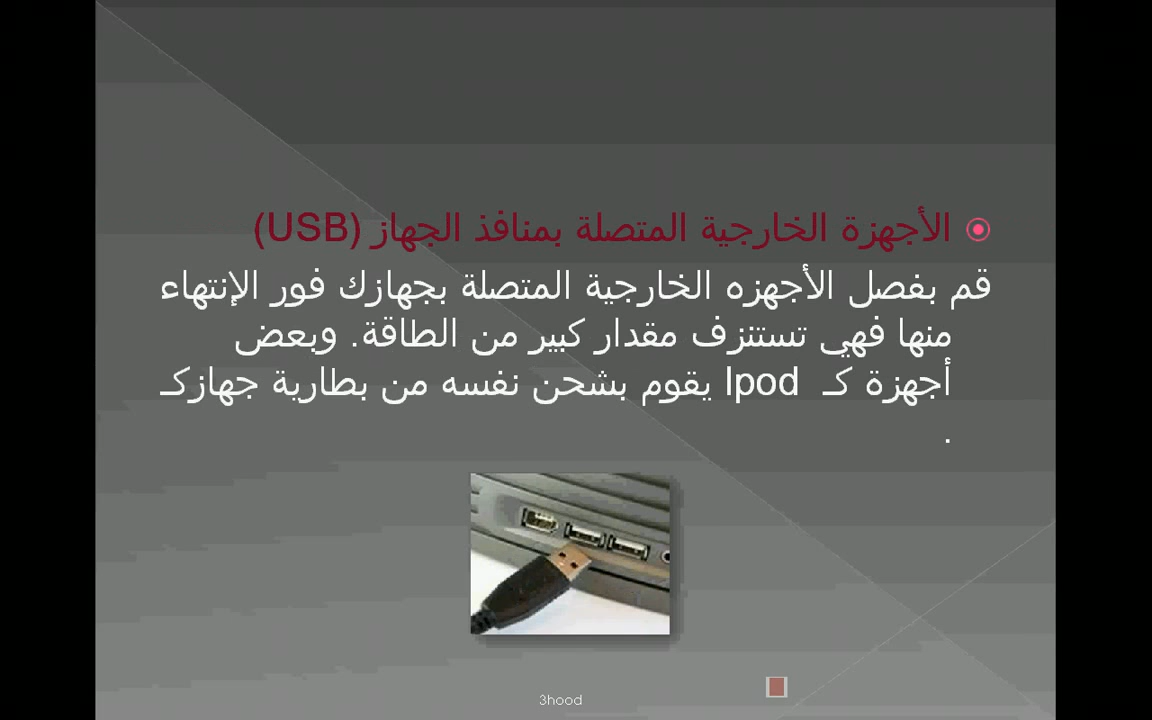 الأجهزة الخارجية المتصلة بمنافذ الجهاز (USB)
قم بفصل الأجهزه الخارجية المتصلة بجهازك فور الإنتهاء
منها فهي تستنزف مقدار كبير من الطاقة. وبعض
أجهزة كـ Ipod يقوم بشحن نفسه من بطارية جهازكـ
.
3hood